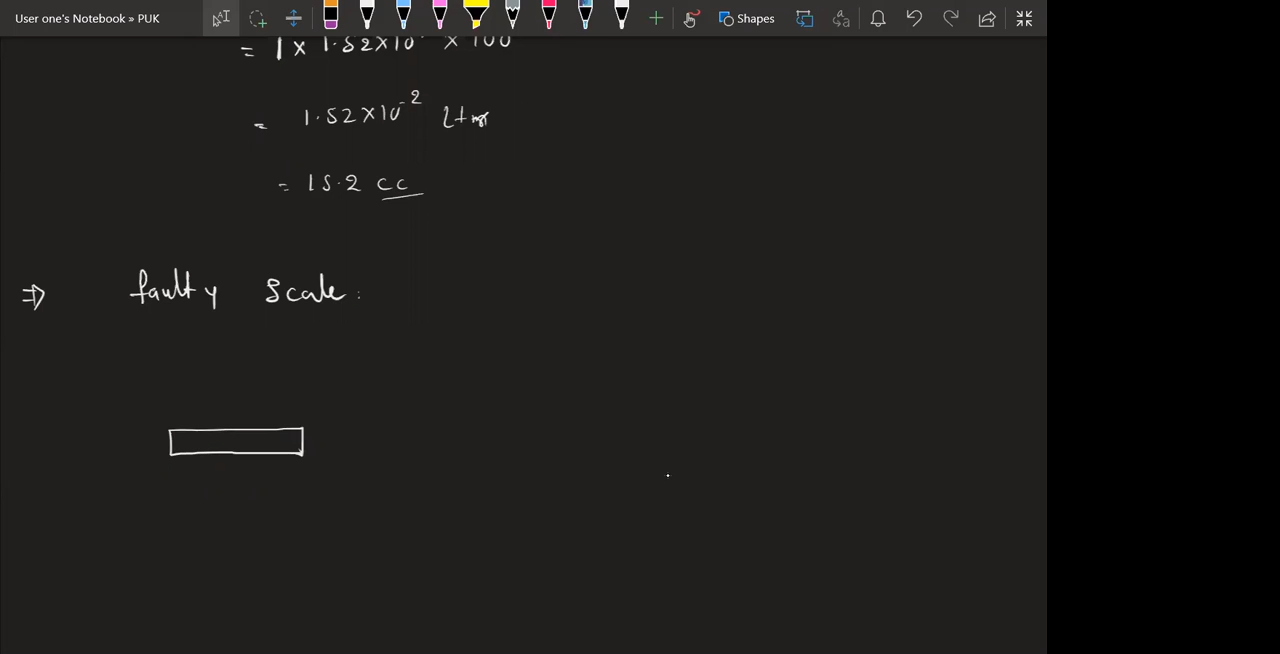 User one's Notebook » PUK
Shapes
= 1 × 1.52×10 × 100
= 1.52×10⁻² Ltr
= 15.2 cc
⇒ faulty scale: